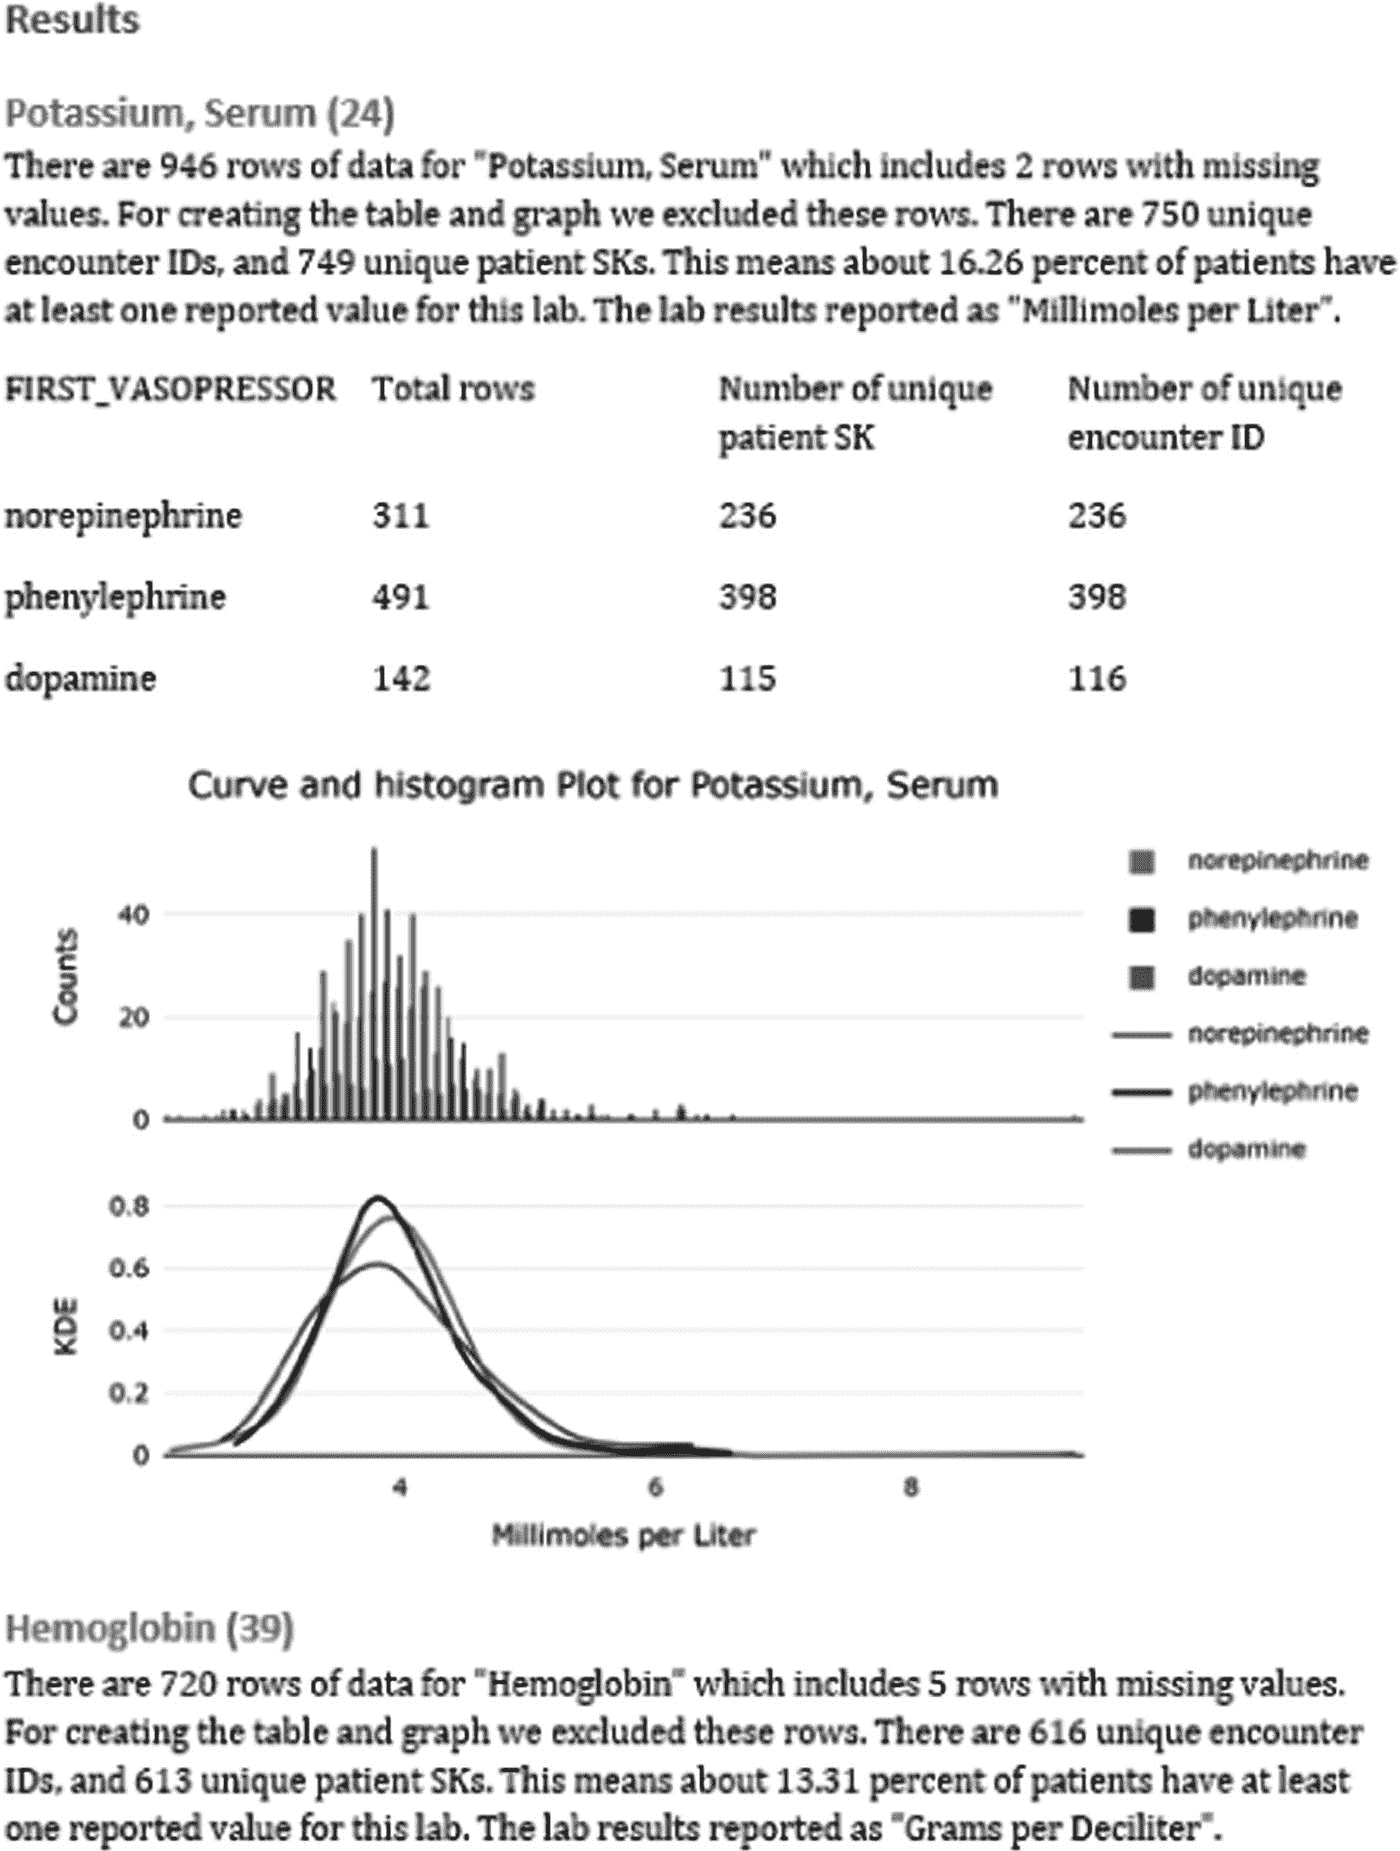 Results
Potassium, Serum (24)
There are 946 rows of data for "Potassium, Serum" which includes 2 rows with missing
values. For creating the table and graph we excluded these rows. There are 750 unique
encounter IDs, and 749 unique patient SKs. This means about 16.26 percent of patients have
at least one reported value for this lab. The lab results reported as "Millimoles per Liter".
FIRST_VASOPRESSOR Total rows Number of unique Number of unique
patient SK encounter ID
norepinephrine 311 236 236
phenylephrine 491 398 398
dopamine 142 115 116
Curve and histogram Plot for Potassium, Serum
Counts
40
20
0
norepinephrine
phenylephrine
dopamine
norepinephrine
phenylephrine
dopamine
KDE
0.8
0.6
0.4
0.2
0
4 6 8
Millimoles per Liter
Hemoglobin (39)
There are 720 rows of data for "Hemoglobin" which includes 5 rows with missing values.
For creating the table and graph we excluded these rows. There are 616 unique encounter
IDs, and 613 unique patient SKs. This means about 13.31 percent of patients have at least
one reported value for this lab. The lab results reported as "Grams per Deciliter".